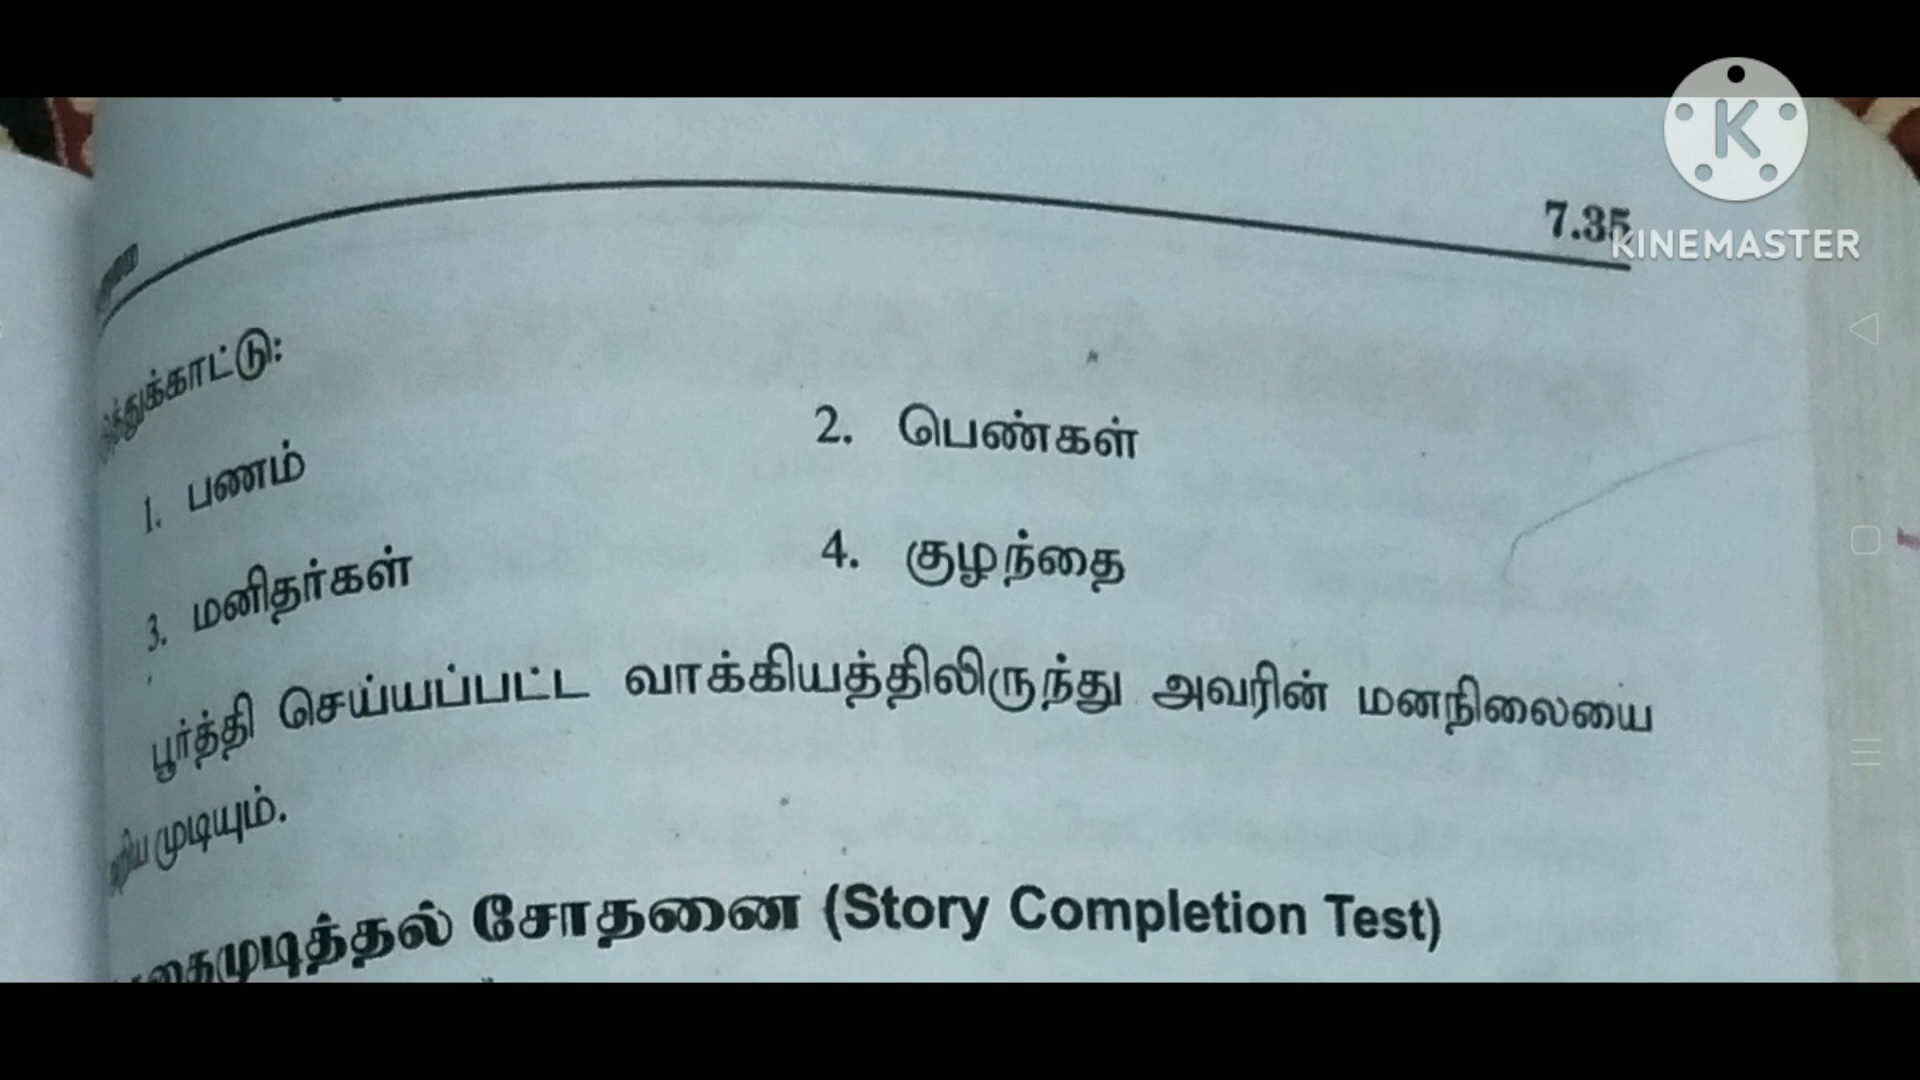 7.35
KINEMASTER
எடுத்துக்காட்டு:
1. பணம் 2. பெண்கள்
3. மனிதர்கள் 4. குழந்தை
பூர்த்தி செய்யப்பட்ட வாக்கியத்திலிருந்து அவரின் மனநிலையை
அறிய முடியும்.
கதைமுடித்தல் சோதனை (Story Completion Test)